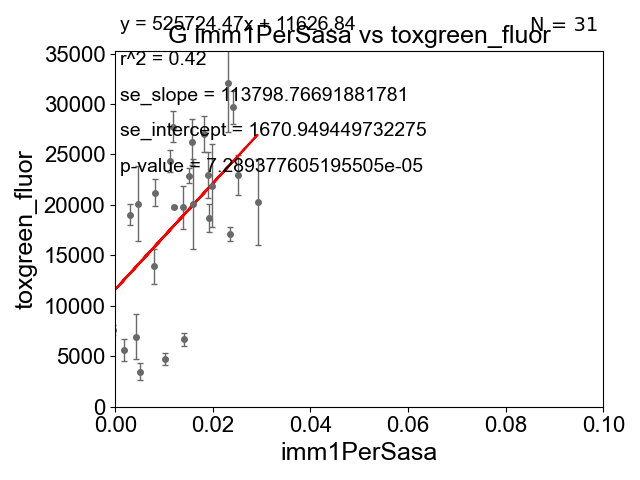 y = 525724.47x + 11626.84
N = 31
G imm1PerSasa vs toxgreen_fluor
r^2 = 0.42
se_slope = 113798.76691881781
se_intercept = 1670.949449732275
p-value = 7.289377605195505e-05
toxgreen_fluor
35000
30000
25000
20000
15000
10000
5000
0
0.00 0.02 0.04 0.06 0.08 0.10
imm1PerSasa